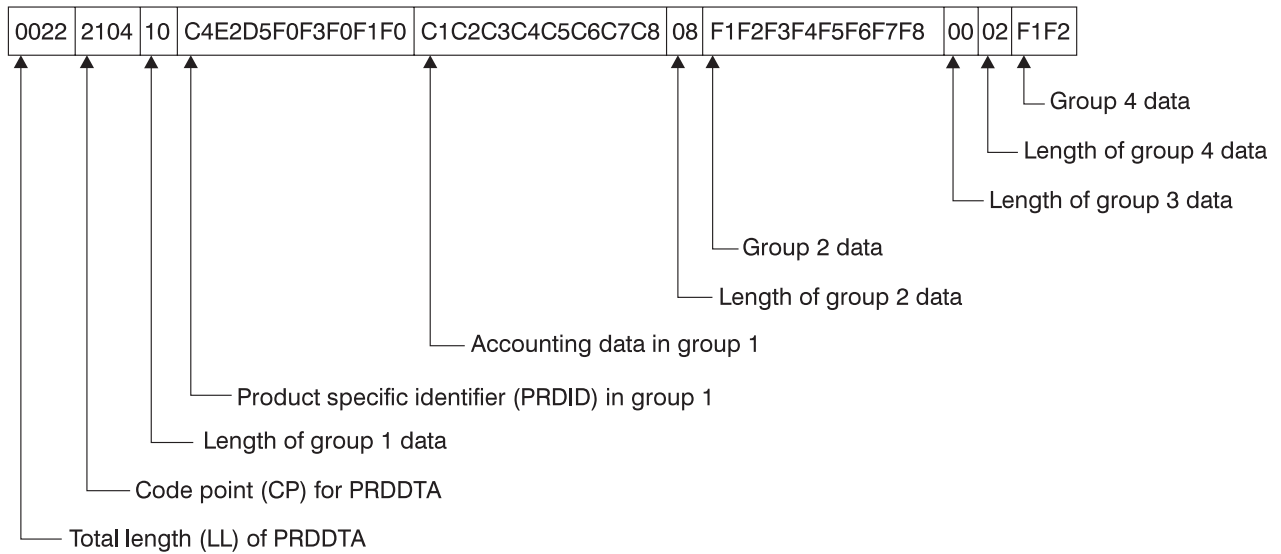 0022 2104 10 C4E2D5F0F3F0F1F0 C1C2C3C4C5C6C7C8 08 F1F2F3F4F5F6F7F8 00 02 F1F2
Group 4 data
Length of group 4 data
Length of group 3 data
Group 2 data
Length of group 2 data
Accounting data in group 1
Product specific identifier (PRDID) in group 1
Length of group 1 data
Code point (CP) for PRDDTA
Total length (LL) of PRDDTA